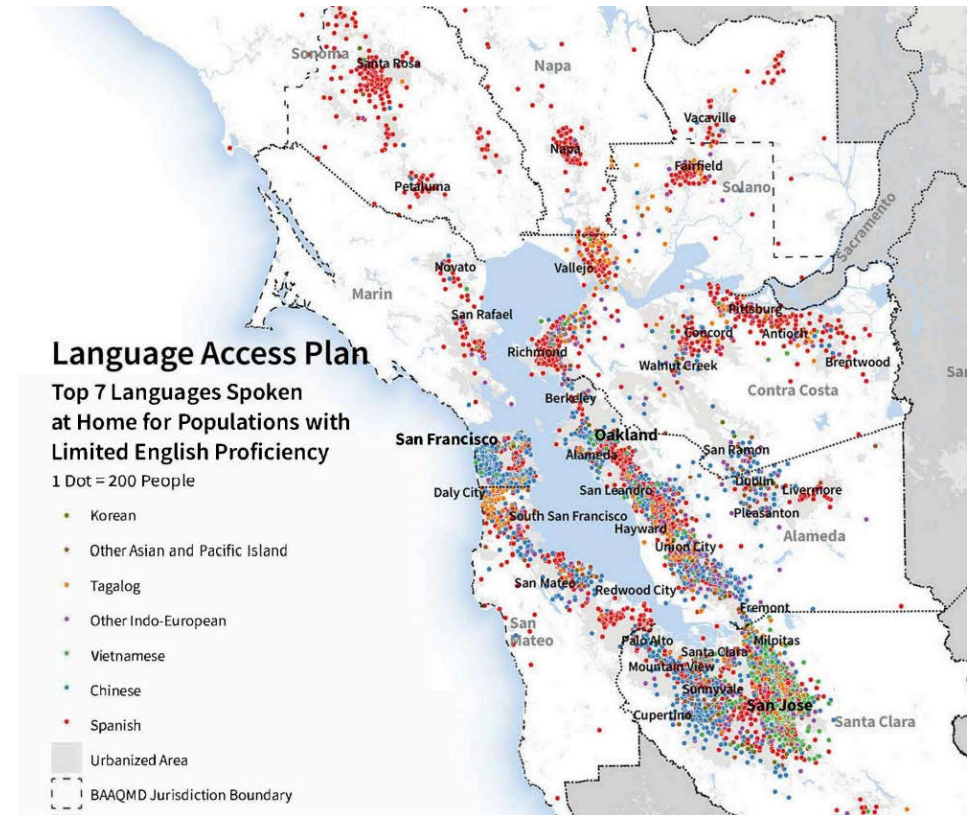 Sonoma
Santa Rosa
Napa
Vacaville
Napa
Fairfield
Petaluma
Solano
Sacramento
Novato
Vallejo
Marin
San Rafael
Pittsburg
Concord
Antioch
Richmond
Walnut Creek
Brentwood
San
Contra Costa
Berkeley
Language Access Plan
Top 7 Languages Spoken
at Home for Populations with
Limited English Proficiency
1 Dot = 200 People
San Francisco
Oakland
Alameda
San Ramon
Daly City
San Leandro
Dublin
Livermore
South San Francisco
Pleasanton
Hayward
Alameda
Union City
San Mateo
Redwood City
Fremont
San
Mateo
Palo Alto
Milpitas
Santa Clara
Mountain View
Sunnyvale
San Jose
Cupertino
Santa Clara
Korean
Other Asian and Pacific Island
Tagalog
Other Indo-European
Vietnamese
Chinese
Spanish
Urbanized Area
BAAQMD Jurisdiction Boundary